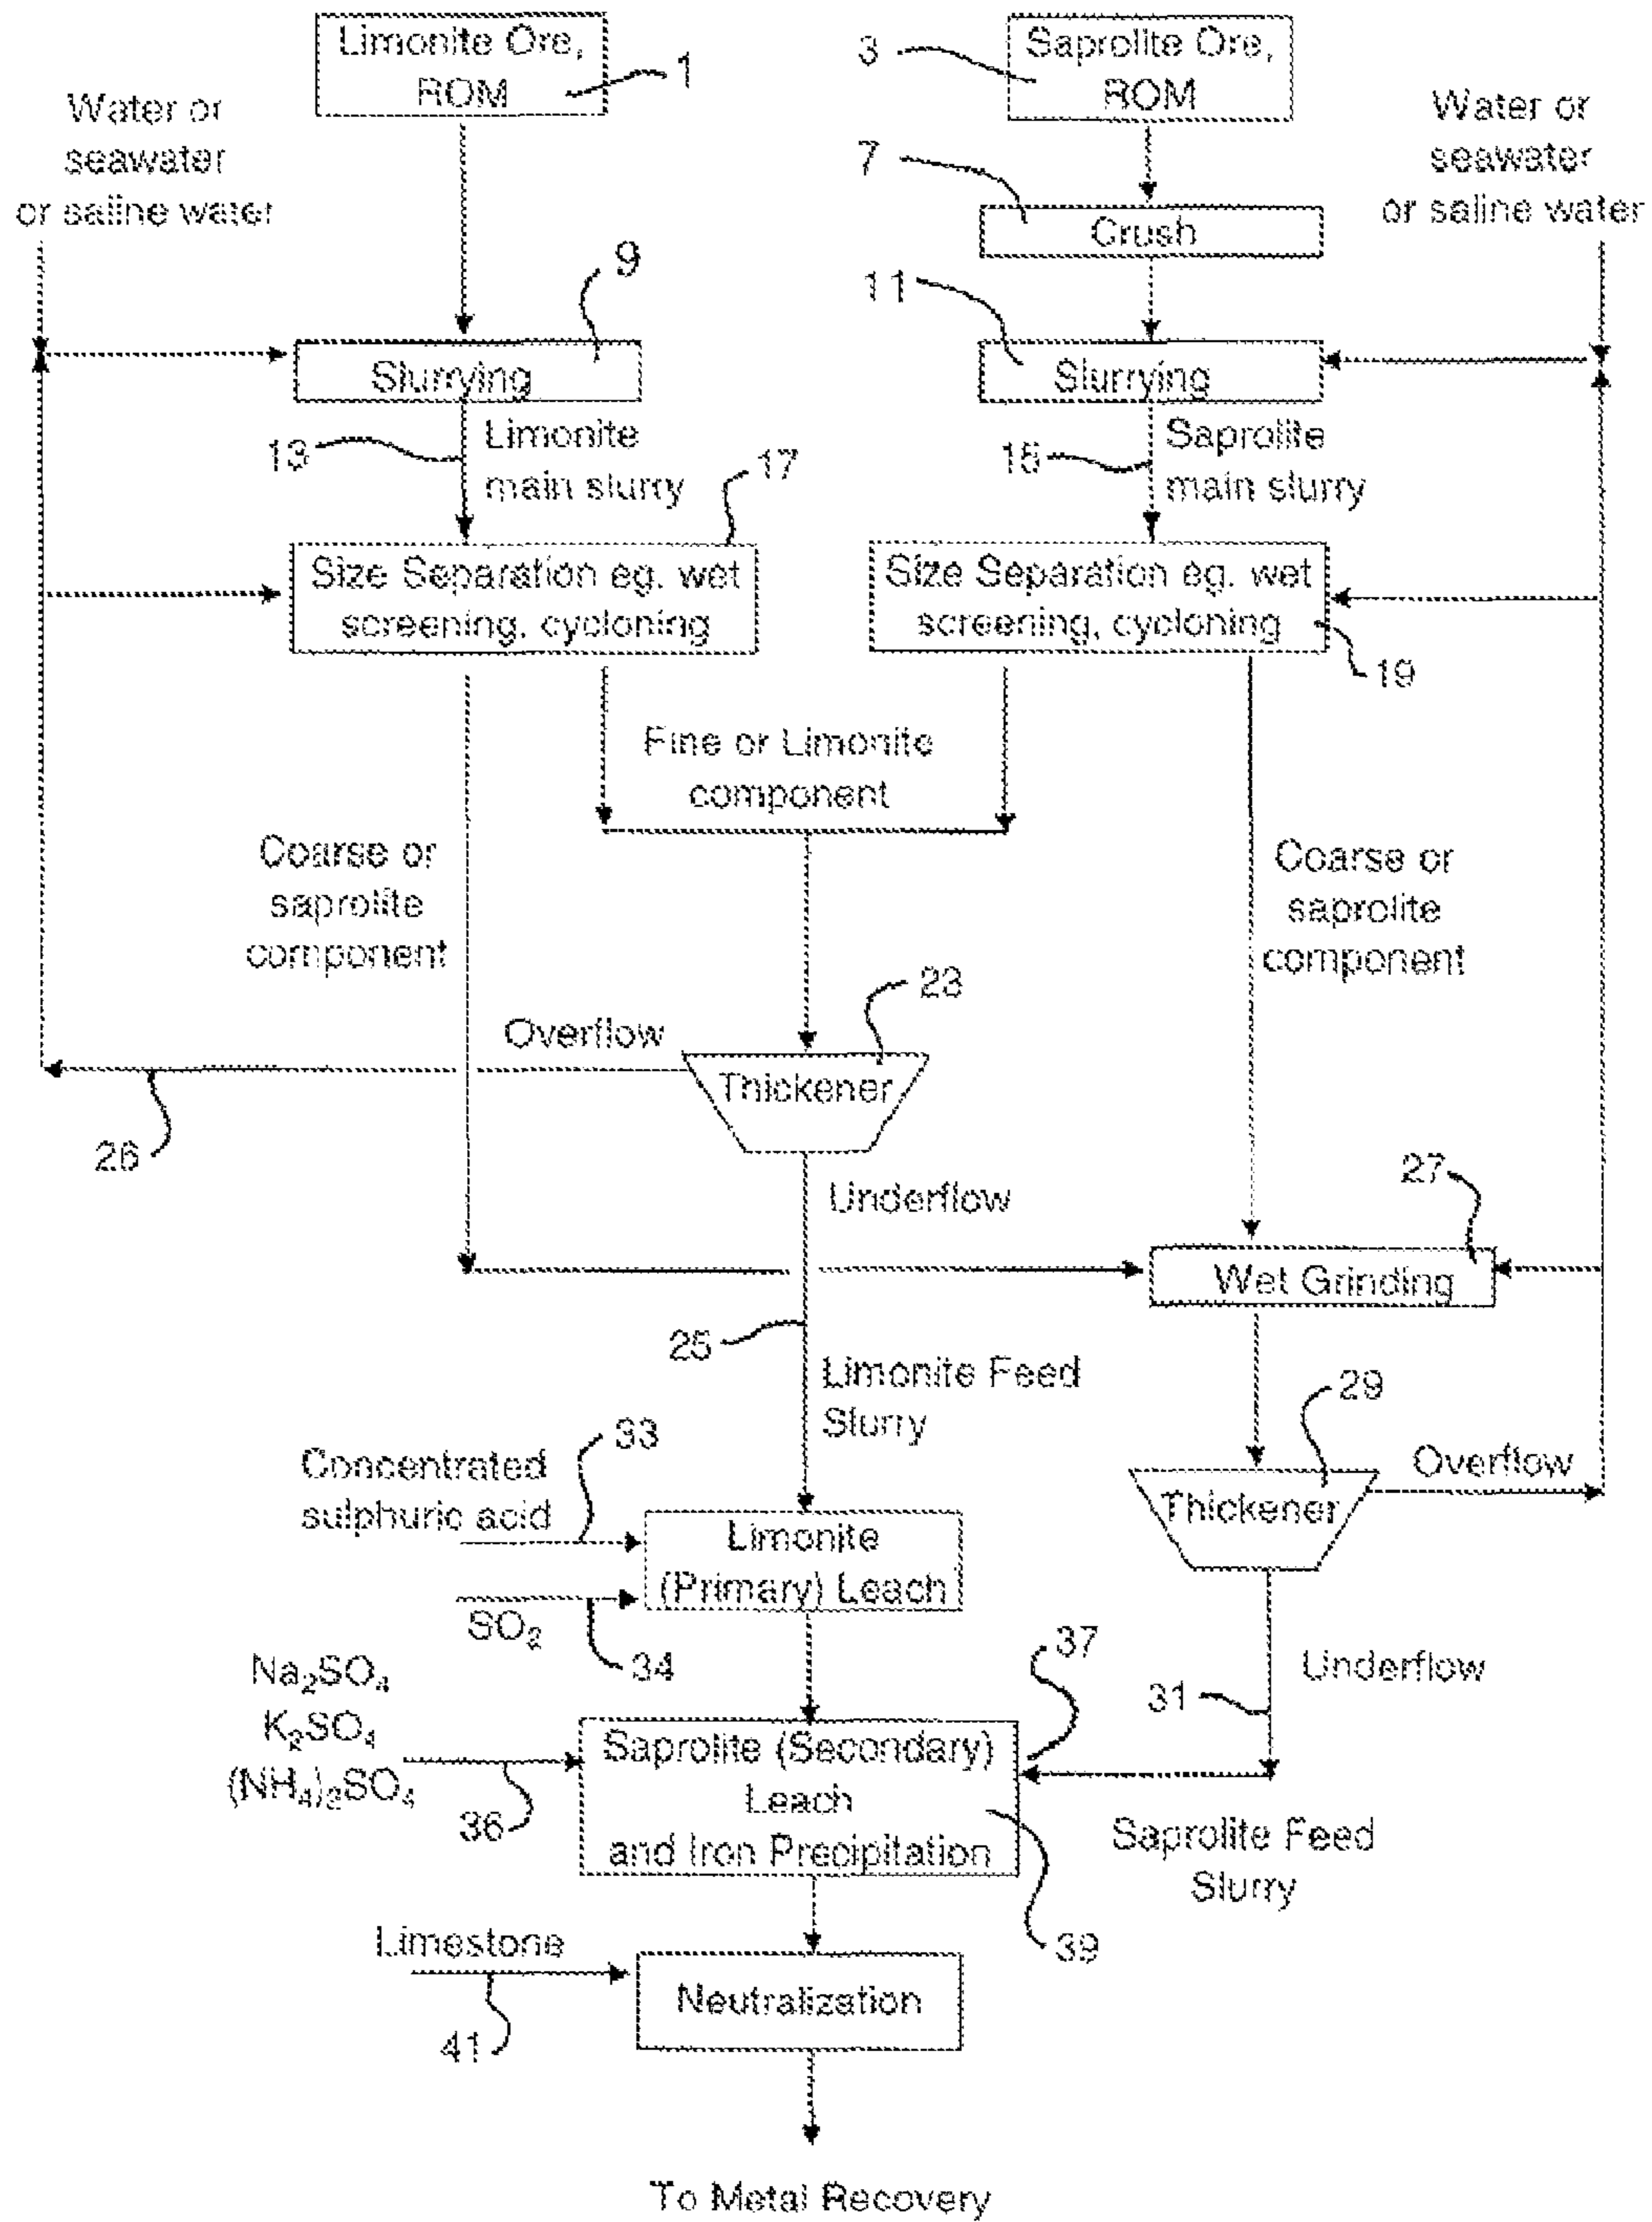 Limonite Ore,
ROM
1
3
Saprolite Ore,
ROM
Water or
seawater
or saline water
Water or
seawater
or saline water
7
Crush
9
11
Slurrying
Slurrying
13
Limonite
main slurry
17
15
Saprolite
main slurry
Size Separation eg. wet
screening, cycloning
Size Separation eg. wet
screening, cycloning
19
Fine or Limonite
component
Coarse or
saprolite
component
Coarse or
saprolite
component
23
Overflow
Thickener
26
Underflow
27
Wet Grinding
25
Limonite Feed
Slurry
29
33
Concentrated
sulphuric acid
Overflow
Thickener
Limonite
(Primary) Leach
SO₂
34
37
Underflow
31
Na₂SO₄
K₂SO₄
(NH₄)₂SO₄
36
Saprolite (Secondary)
Leach
and Iron Precipitation
Saprolite Feed
Slurry
39
Limestone
41
Neutralization
To Metal Recovery